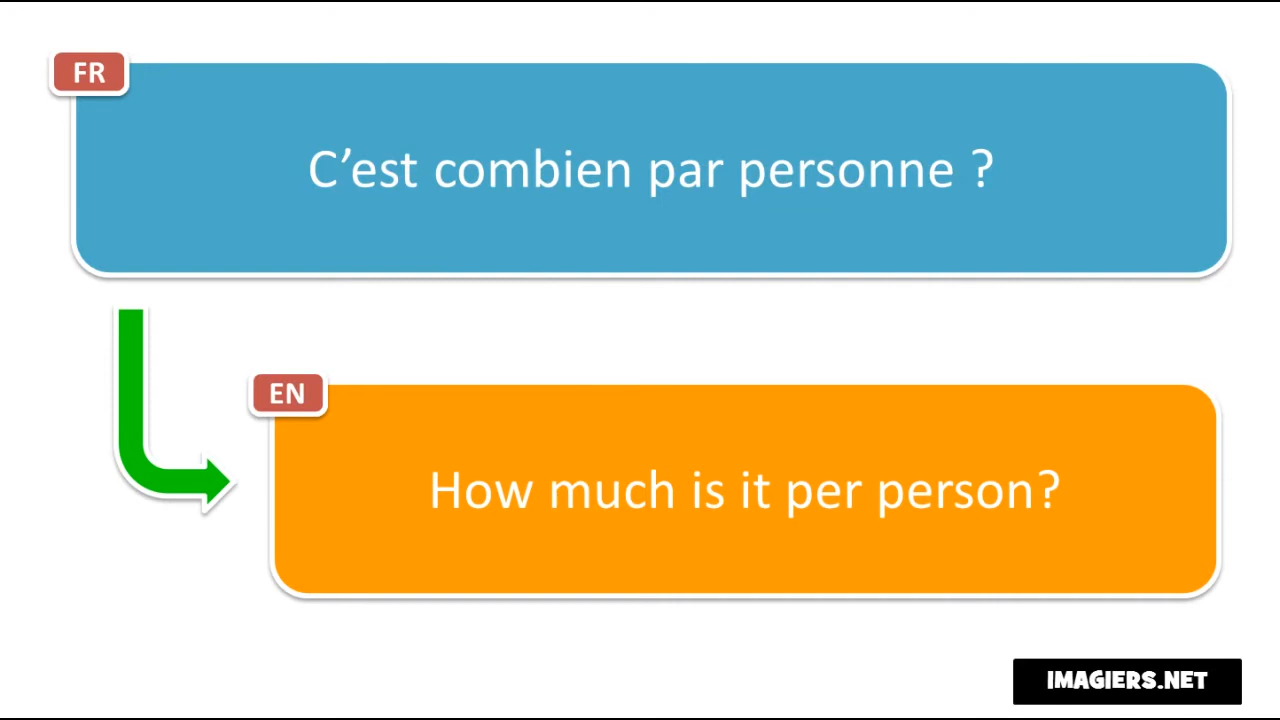 FR
C’est combien par personne ?
EN
How much is it per person?
IMAGIERS.NET